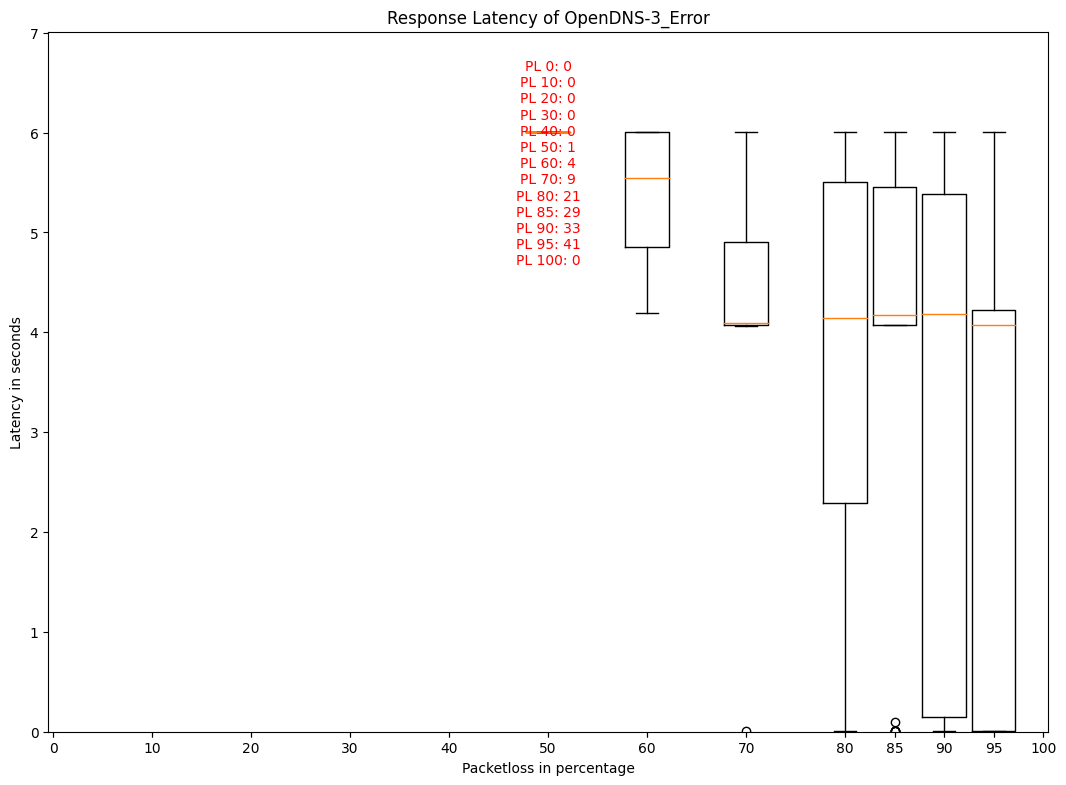 Response Latency of OpenDNS-3_Error
PL 0: 0
PL 10: 0
PL 20: 0
PL 30: 0
PL 40: 0
PL 50: 1
PL 60: 4
PL 70: 9
PL 80: 21
PL 85: 29
PL 90: 33
PL 95: 41
PL 100: 0
Latency in seconds
7
6
5
4
3
2
1
0
0 10 20 30 40 50 60 70 80 85 90 95 100
Packetloss in percentage